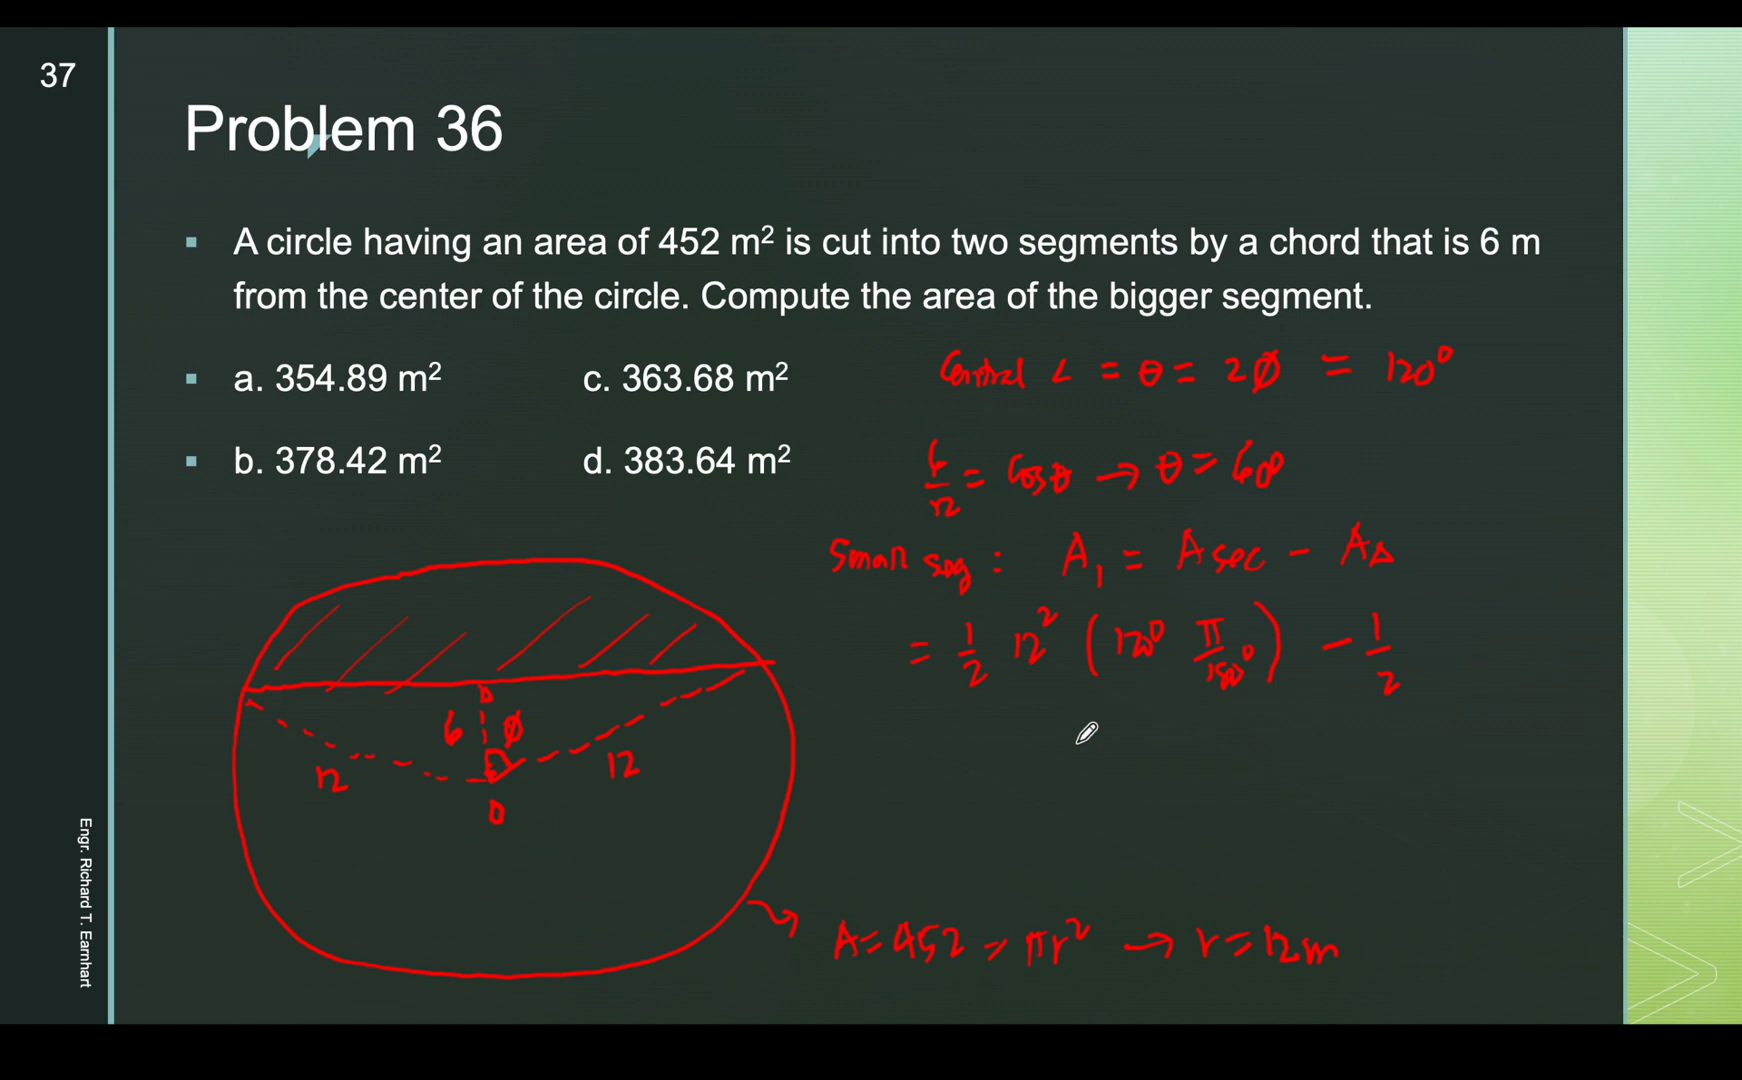 37
Problem 36
A circle having an area of 452 m² is cut into two segments by a chord that is 6 m
from the center of the circle. Compute the area of the bigger segment.
a. 354.89 m² c. 363.68 m²
b. 378.42 m² d. 383.64 m²
Central ∠ = θ = 2Ø = 120°
6/12 = Cos θ → θ = 60°
Small seg : A₁ = A sec - A△
= 1/2 12² (120° π/180°) - 1/2
6 Ø
12 12
O
A = 452 = πr² → r = 12m
Engr. Richard T. Earnhart